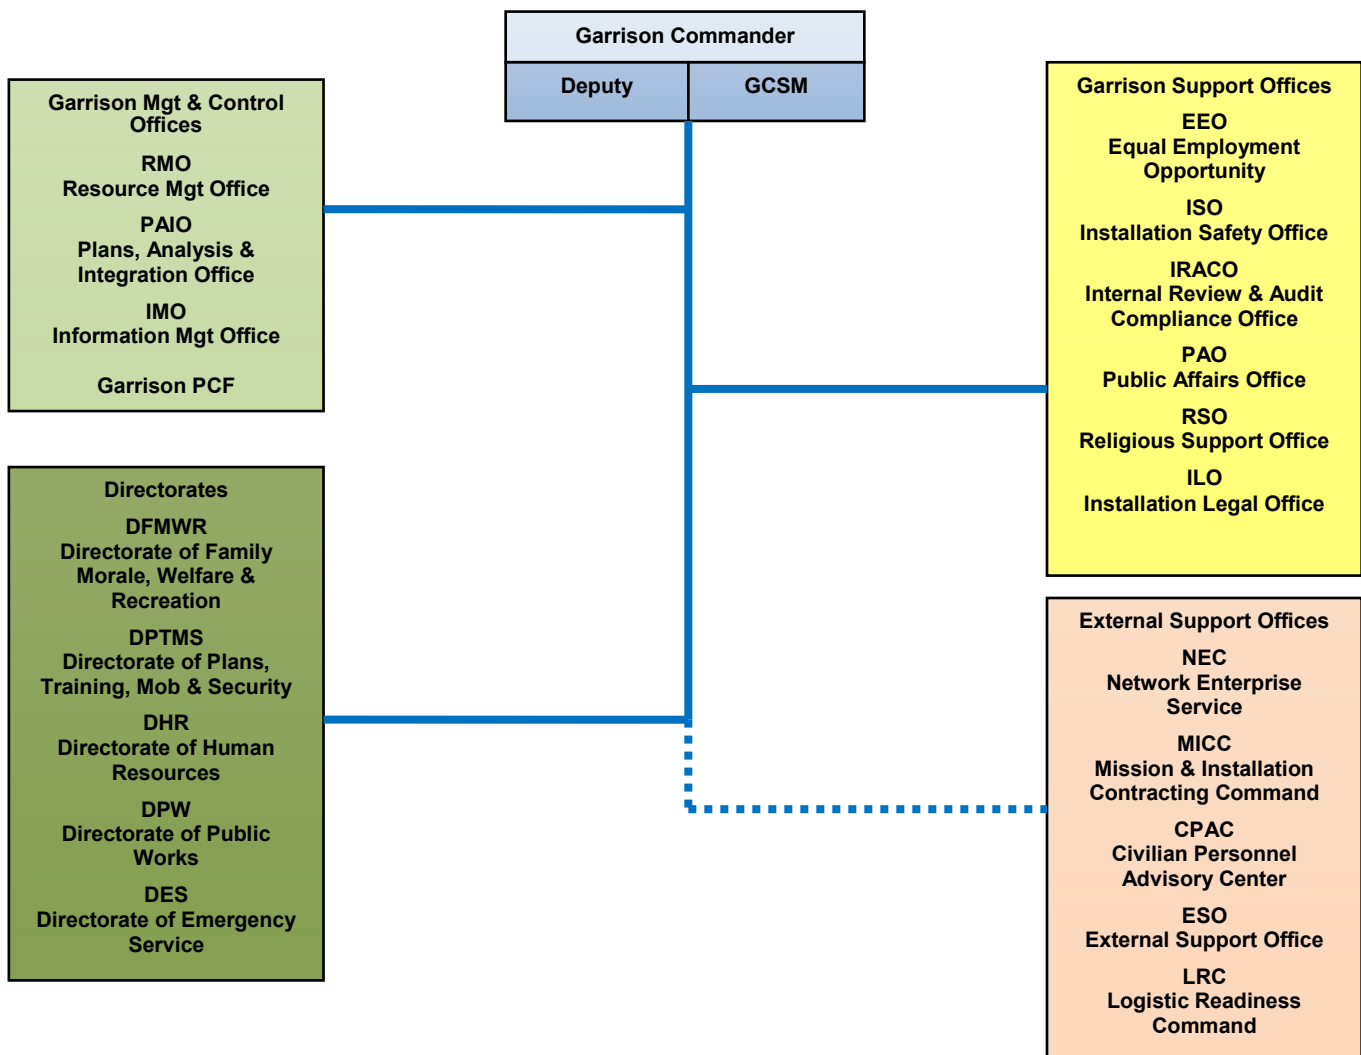 Garrison Commander
Deputy
GCSM
Garrison Mgt & Control
Offices
RMO
Resource Mgt Office
PAIO
Plans, Analysis &
Integration Office
IMO
Information Mgt Office
Garrison PCF
Directorates
DFMWR
Directorate of Family
Morale, Welfare &
Recreation
DPTMS
Directorate of Plans,
Training, Mob & Security
DHR
Directorate of Human
Resources
DPW
Directorate of Public
Works
DES
Directorate of Emergency
Service
Garrison Support Offices
EEO
Equal Employment
Opportunity
ISO
Installation Safety Office
IRACO
Internal Review & Audit
Compliance Office
PAO
Public Affairs Office
RSO
Religious Support Office
ILO
Installation Legal Office
External Support Offices
NEC
Network Enterprise
Service
MICC
Mission & Installation
Contracting Command
CPAC
Civilian Personnel
Advisory Center
ESO
External Support Office
LRC
Logistic Readiness
Command